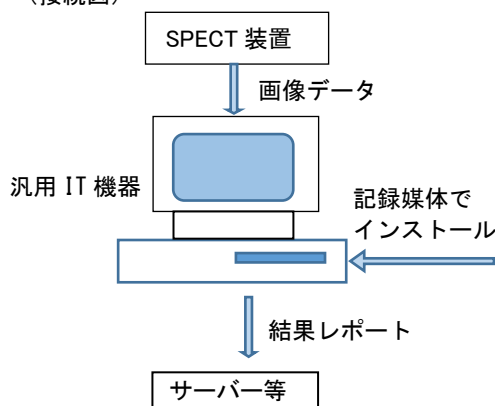 (接続図)
SPECT 装置
画像データ
汎用 IT 機器
記録媒体で
インストール
結果レポート
サーバー等